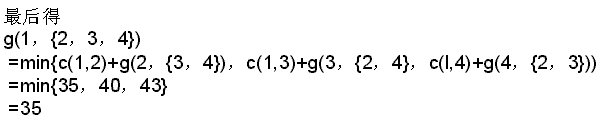 最后得
g(1，{2，3，4})
=min{c(1,2)+g(2，{3，4})，c(1,3)+g(3，{2，4}，c(l,4)+g(4，{2，3}))
=min{35，40，43}
=35